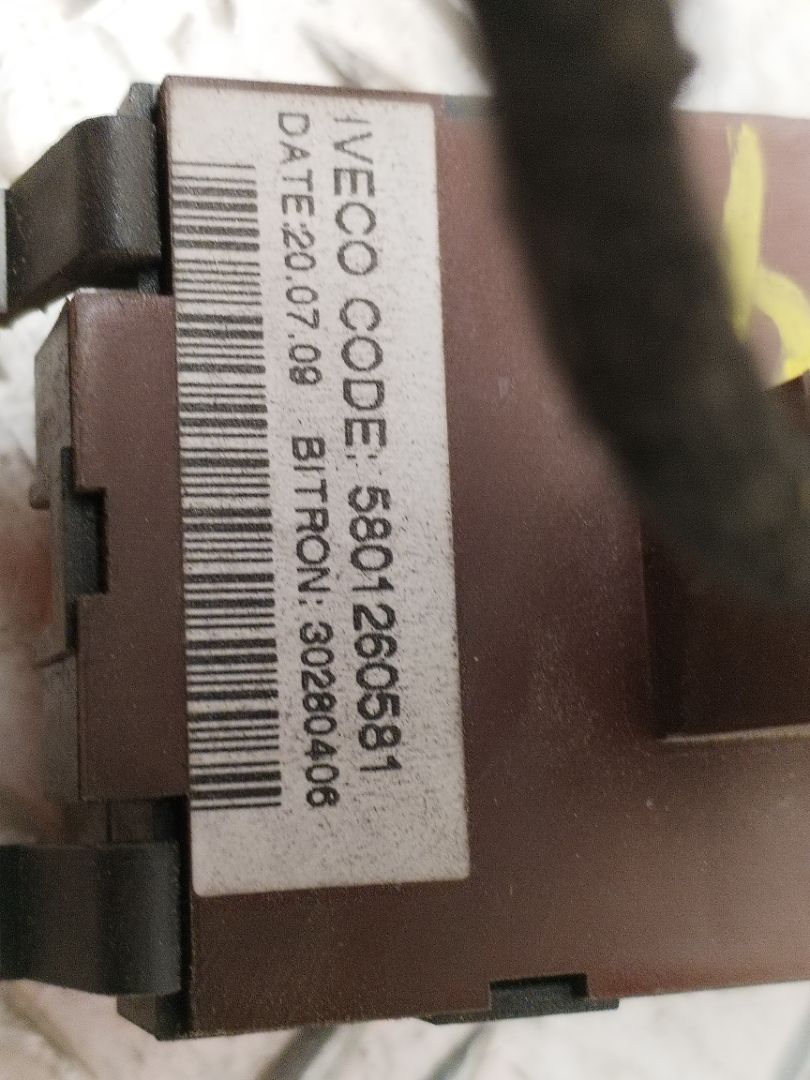 IVECO CODE: 5801260581
DATE:20.07.09 BITRON: 30280406